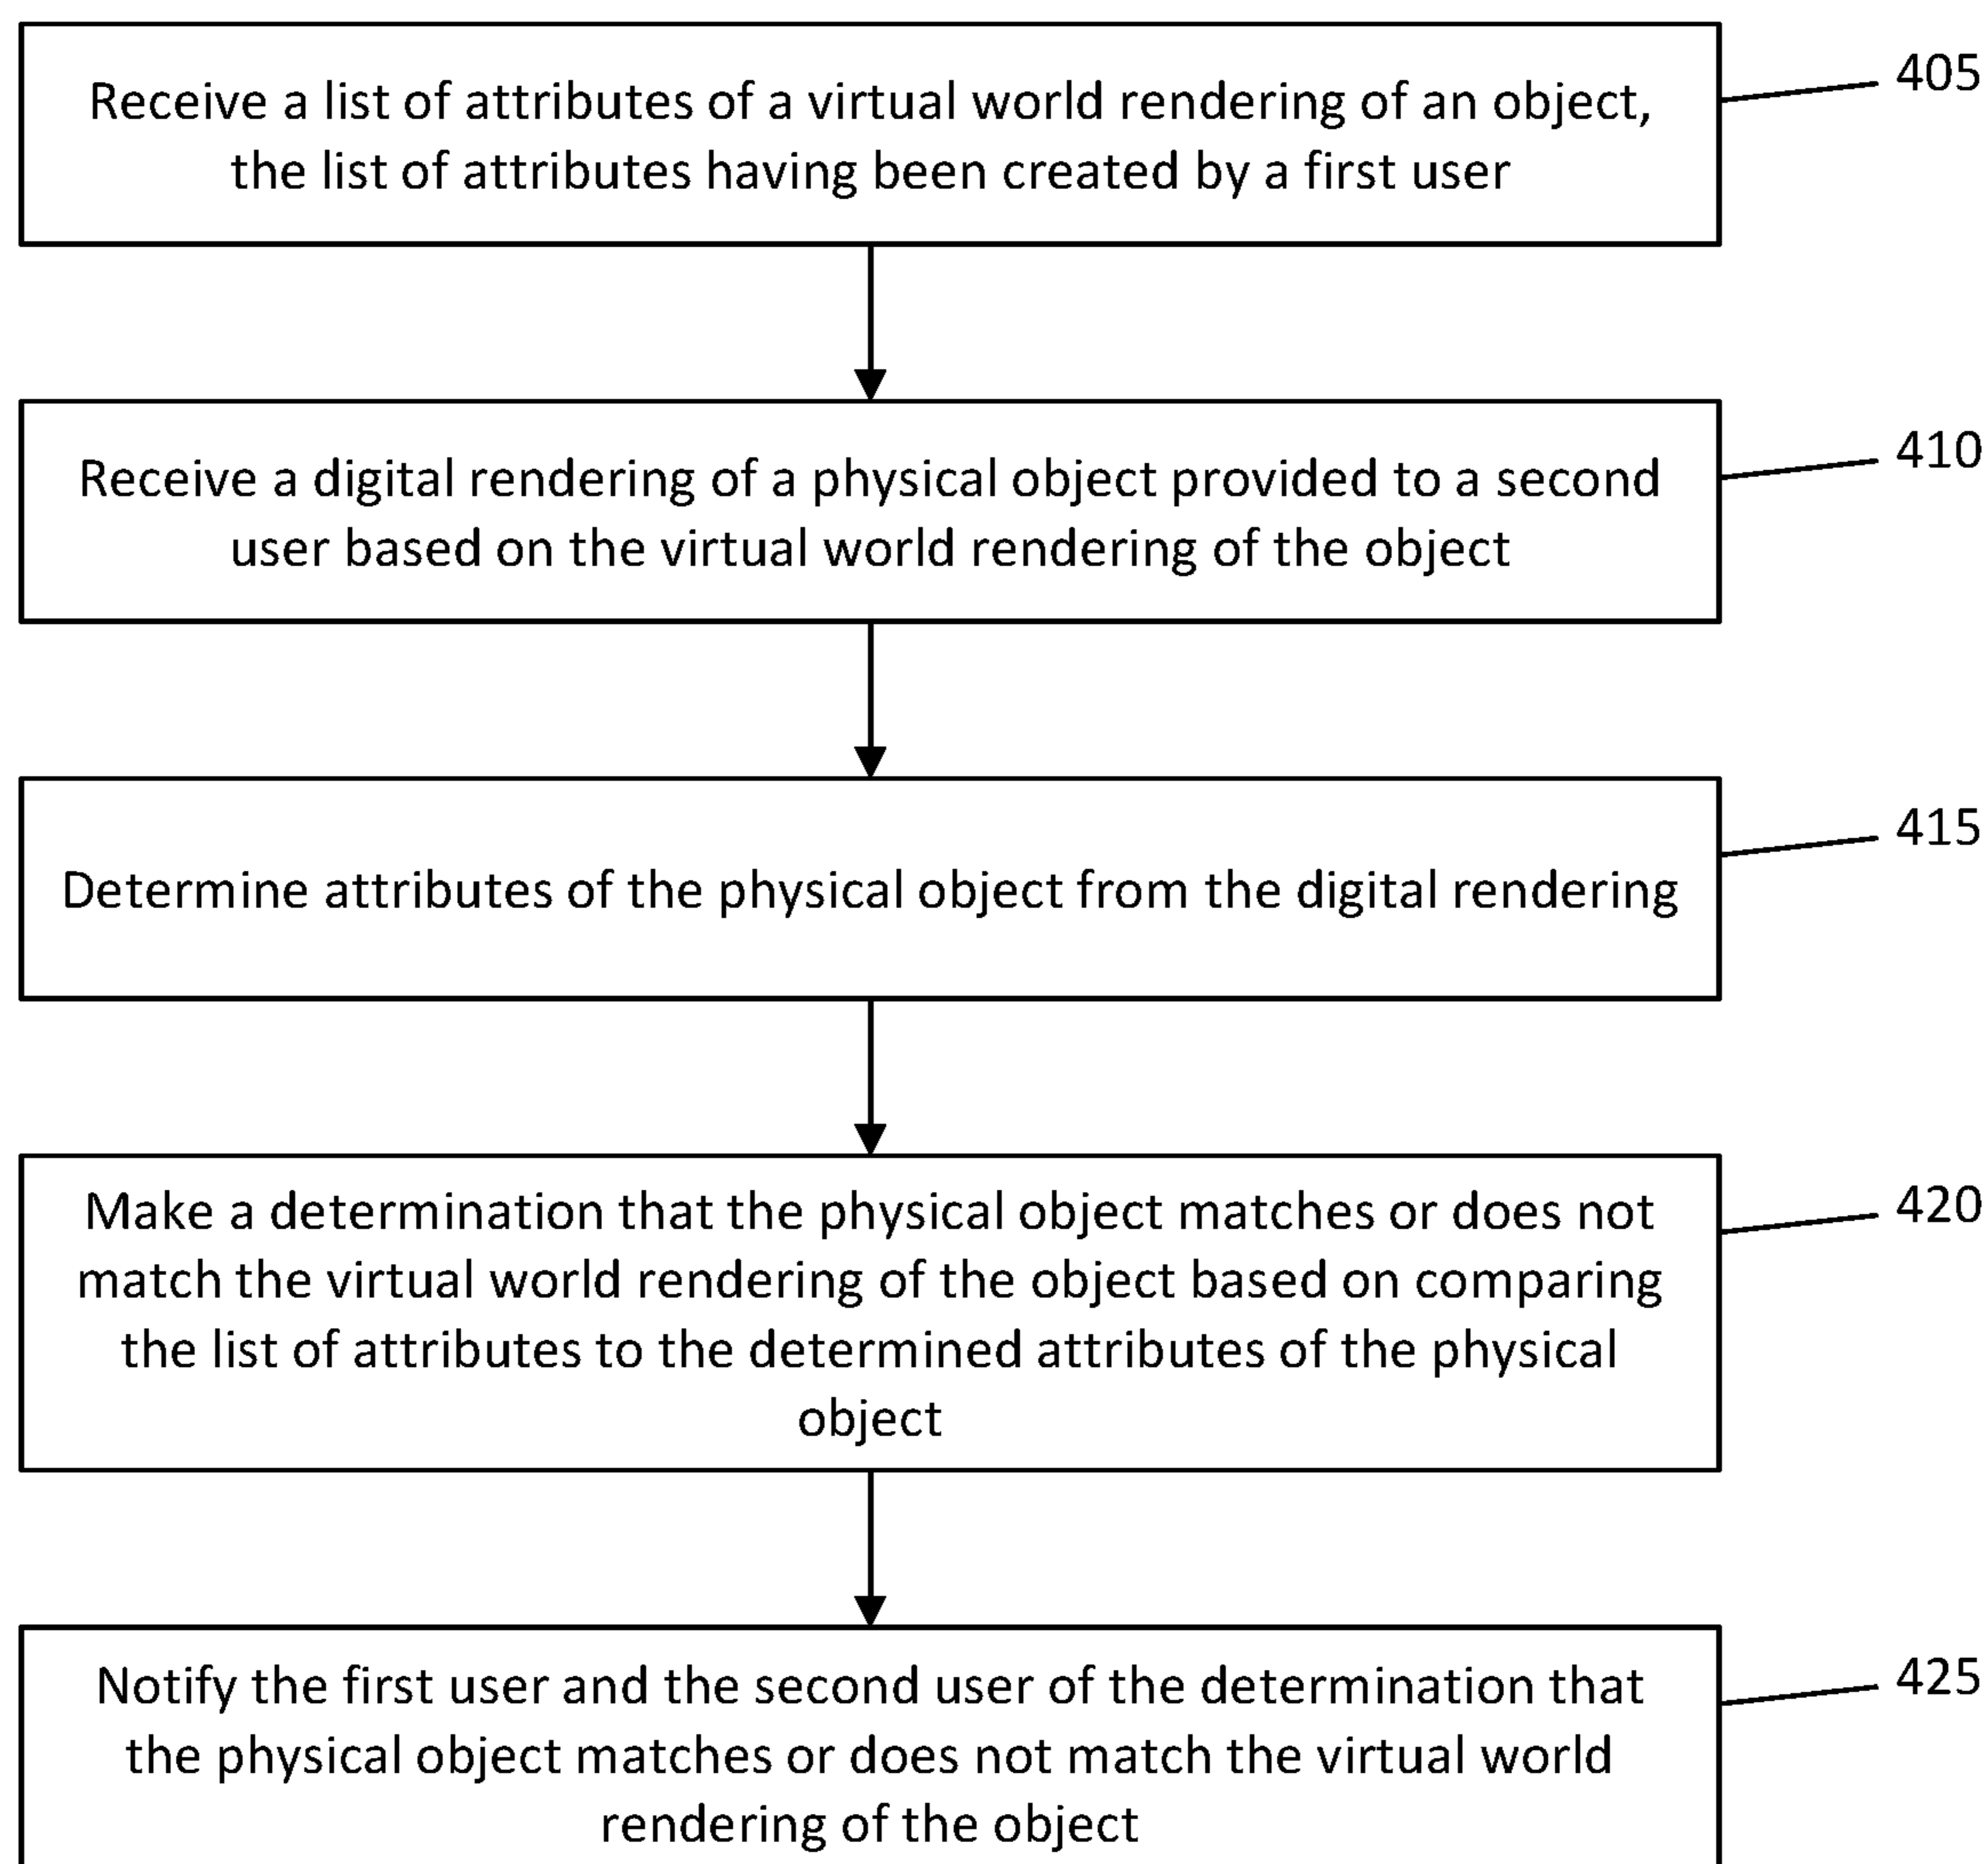 Receive a list of attributes of a virtual world rendering of an object,
the list of attributes having been created by a first user
405
Receive a digital rendering of a physical object provided to a second
user based on the virtual world rendering of the object
410
Determine attributes of the physical object from the digital rendering
415
Make a determination that the physical object matches or does not
match the virtual world rendering of the object based on comparing
the list of attributes to the determined attributes of the physical
object
420
Notify the first user and the second user of the determination that
the physical object matches or does not match the virtual world
rendering of the object
425